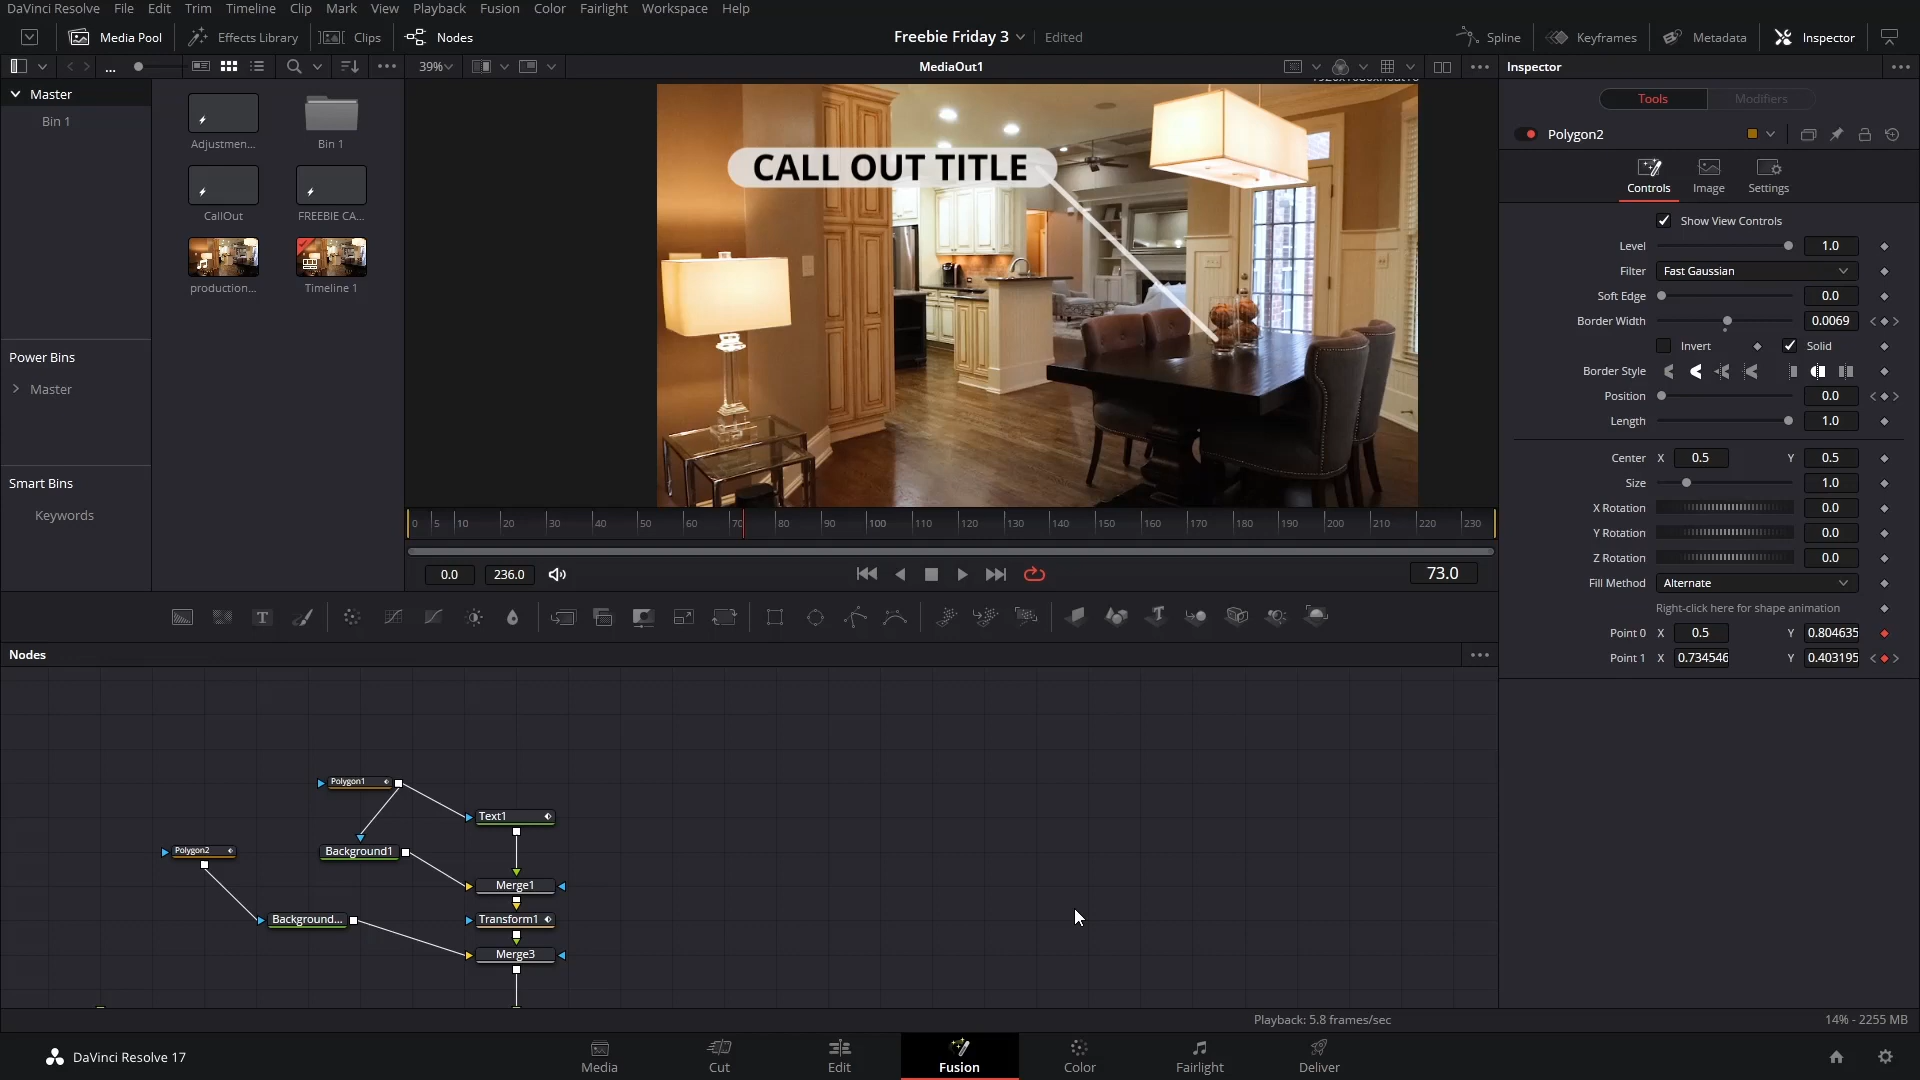 DaVinci Resolve File Edit Trim Timeline Clip Mark View Playback Fusion Color Fairlight Workspace Help
Media Pool Effects Library Clips Nodes Freebie Friday 3 Edited Spline Keyframes Metadata Inspector
... 39% MediaOut1 Inspector
Master
Bin 1
Adjustmen... Bin 1
CallOut FREEBIE CA...
production... Timeline 1
Power Bins
Master
Smart Bins
Keywords
CALL OUT TITLE
0 5 10 20 30 40 50 60 70 80 90 100 110 120 130 140 150 160 170 180 190 200 210 220 230
0.0 236.0 73.0
Tools Modifiers
Polygon2
Controls Image Settings
Show View Controls
Level 1.0
Filter Fast Gaussian
Soft Edge 0.0
Border Width 0.0069
Invert Solid
Border Style
Position 0.0
Length 1.0
Center X 0.5 Y 0.5
Size 1.0
X Rotation 0.0
Y Rotation 0.0
Z Rotation 0.0
Fill Method Alternate
Right-click here for shape animation
Point 0 X 0.5 Y 0.804635
Point 1 X 0.734546 Y 0.403195
Nodes
Polygon1
Text1
Polygon2 Background1
Merge1
Background... Transform1
Merge3
Playback: 5.8 frames/sec 14% - 2255 MB
DaVinci Resolve 17 Media Cut Edit Fusion Color Fairlight Deliver